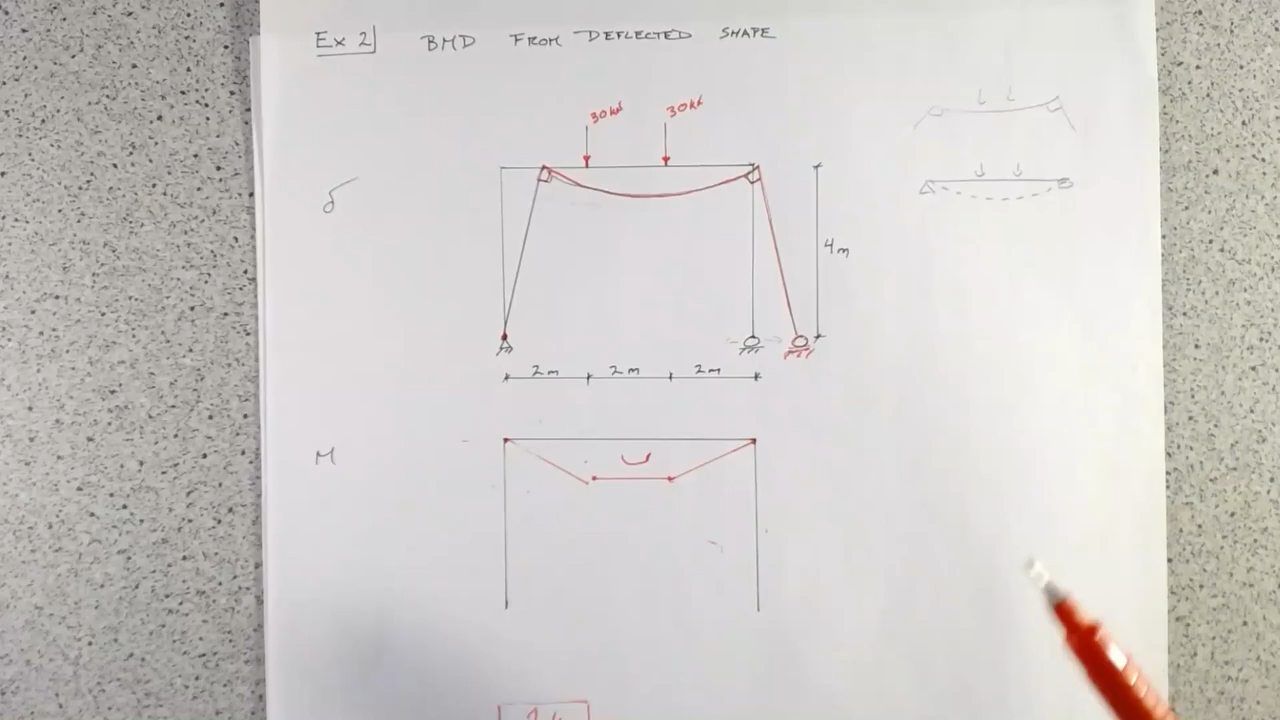 Ex 2 BMD FROM DEFLECTED SHAPE
30kN 30kN
δ
4m
2m 2m 2m
M